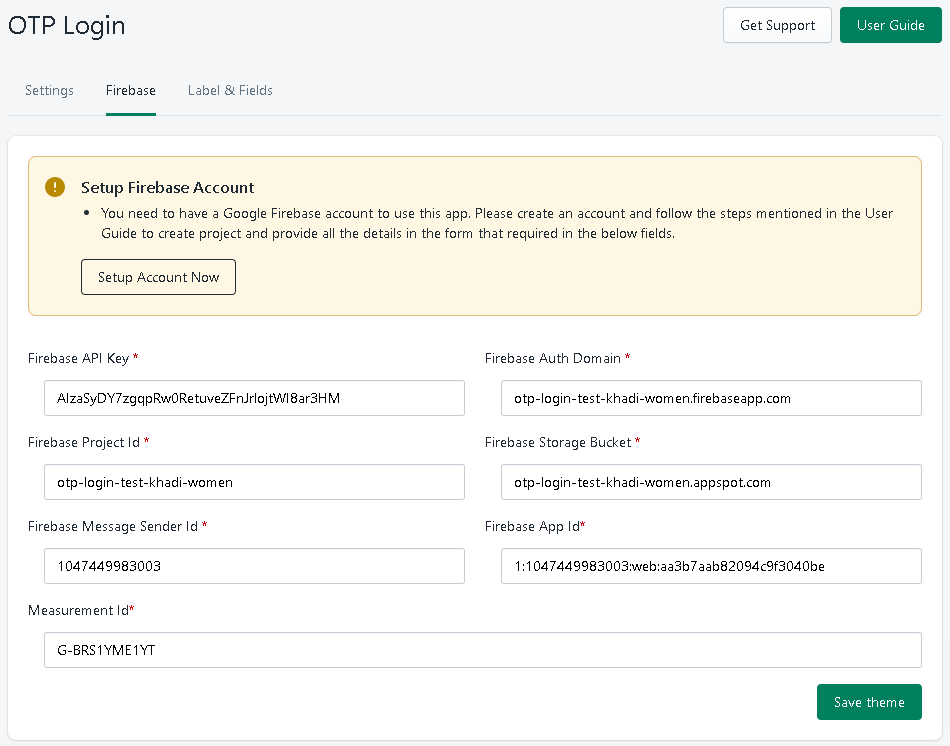 OTP Login
Get Support
User Guide
Settings
Firebase
Label & Fields
Setup Firebase Account
• You need to have a Google Firebase account to use this app. Please create an account and follow the steps mentioned in the User
Guide to create project and provide all the details in the form that required in the below fields.
Setup Account Now
Firebase API Key *
Firebase Auth Domain *
AIzaSyDY7zgqpRw0RetuveZFnJrlojtWl8ar3HM
otp-login-test-khadi-women.firebaseapp.com
Firebase Project Id *
Firebase Storage Bucket *
otp-login-test-khadi-women
otp-login-test-khadi-women.appspot.com
Firebase Message Sender Id *
Firebase App Id*
1047449983003
1:1047449983003:web:aa3b7aab82094c9f3040be
Measurement Id*
G-BRS1YME1YT
Save theme